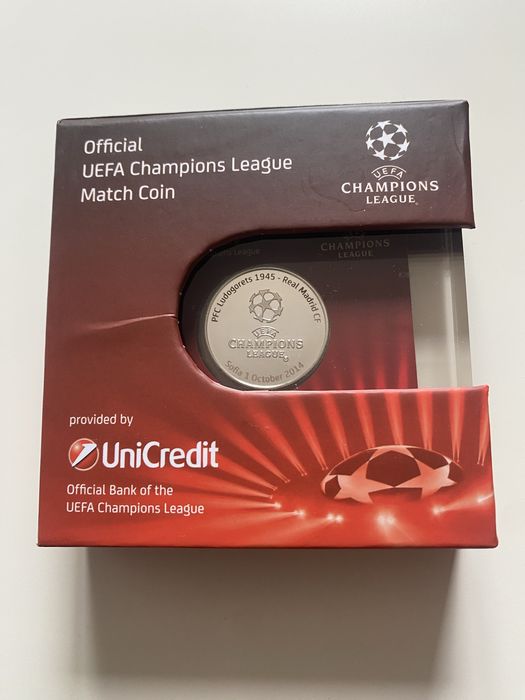 Official
UEFA Champions League
Match Coin
UEFA
CHAMPIONS
LEAGUE
CHAMPIONS
LEAGUE
PFC Ludogorets 1945 - Real Madrid CF
UEFA
CHAMPIONS
LEAGUE
Sofia 1 October 2014
provided by
UniCredit
Official Bank of the
UEFA Champions League